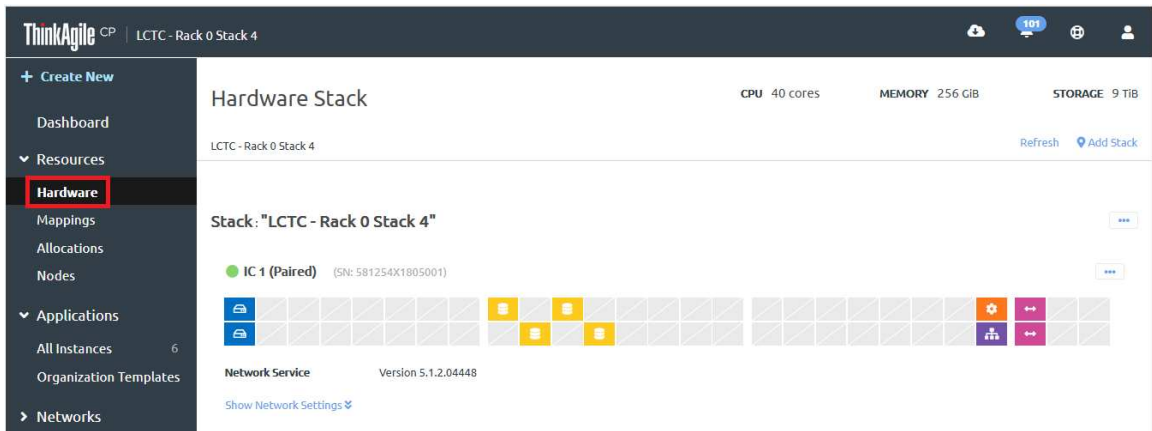 ThinkAgile CP | LCTC - Rack 0 Stack 4
101
+ Create New
Dashboard
Resources
Hardware
Mappings
Allocations
Nodes
Applications
All Instances 6
Organization Templates
Networks
Hardware Stack
CPU 40 cores MEMORY 256 GiB STORAGE 9 TiB
LCTC - Rack 0 Stack 4
Refresh Add Stack
Stack: "LCTC - Rack 0 Stack 4"
IC 1 (Paired) (SN: 581254X1805001)
Network Service Version 5.1.2.04448
Show Network Settings